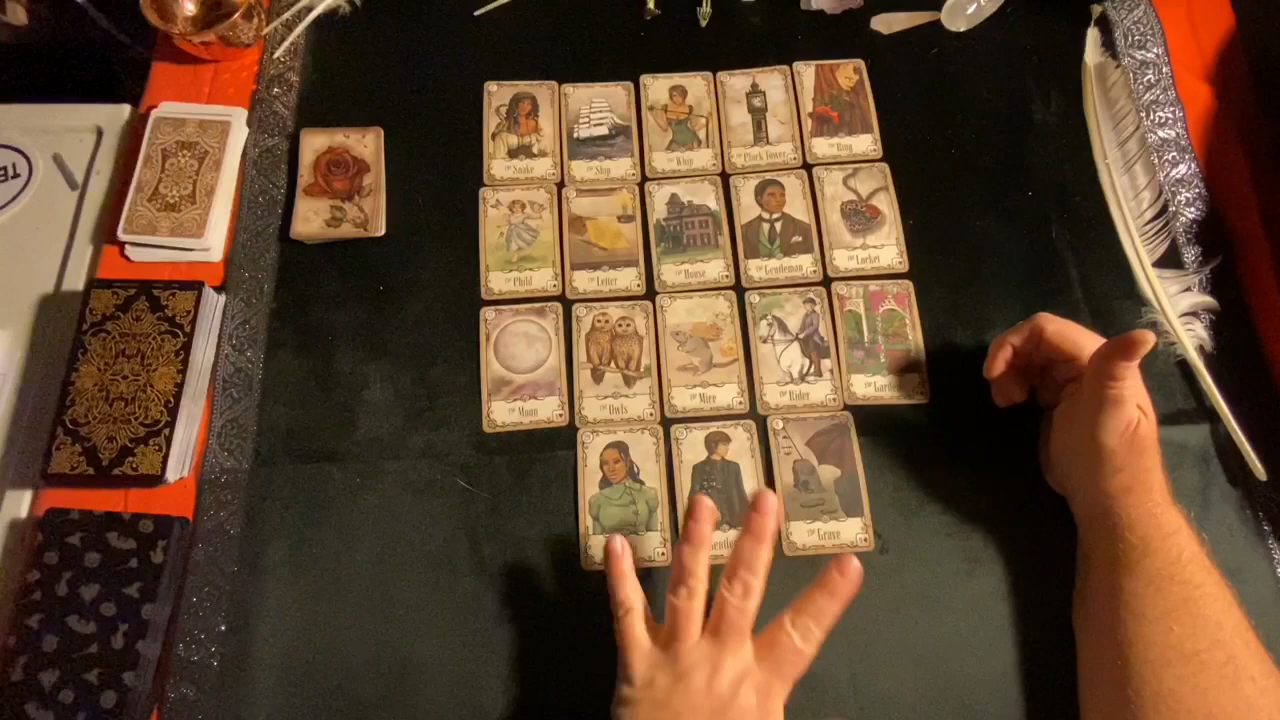 The Snake
The Ship
The Whip
The Clock Tower
The Ring
The Child
The Letter
The House
The Gentleman
The Locket
The Moon
The Owls
The Mice
The Rider
The Garden
The Grave